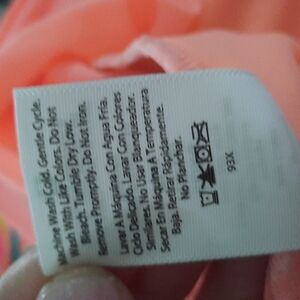 Machine Wash Cold. Gentle Cycle.
Wash With Like Colors. Do Not
Bleach. Tumble Dry Low.
Remove Promptly. Do Not Iron.
Lavar A Máquina Con Agua Fría.
Ciclo Delicado. Lavar Con Colores
Similares. No Usar Blanqueador.
Secar En Máquina A Temperatura
Baja. Retirar Rápidamente.
No Planchar.
93X